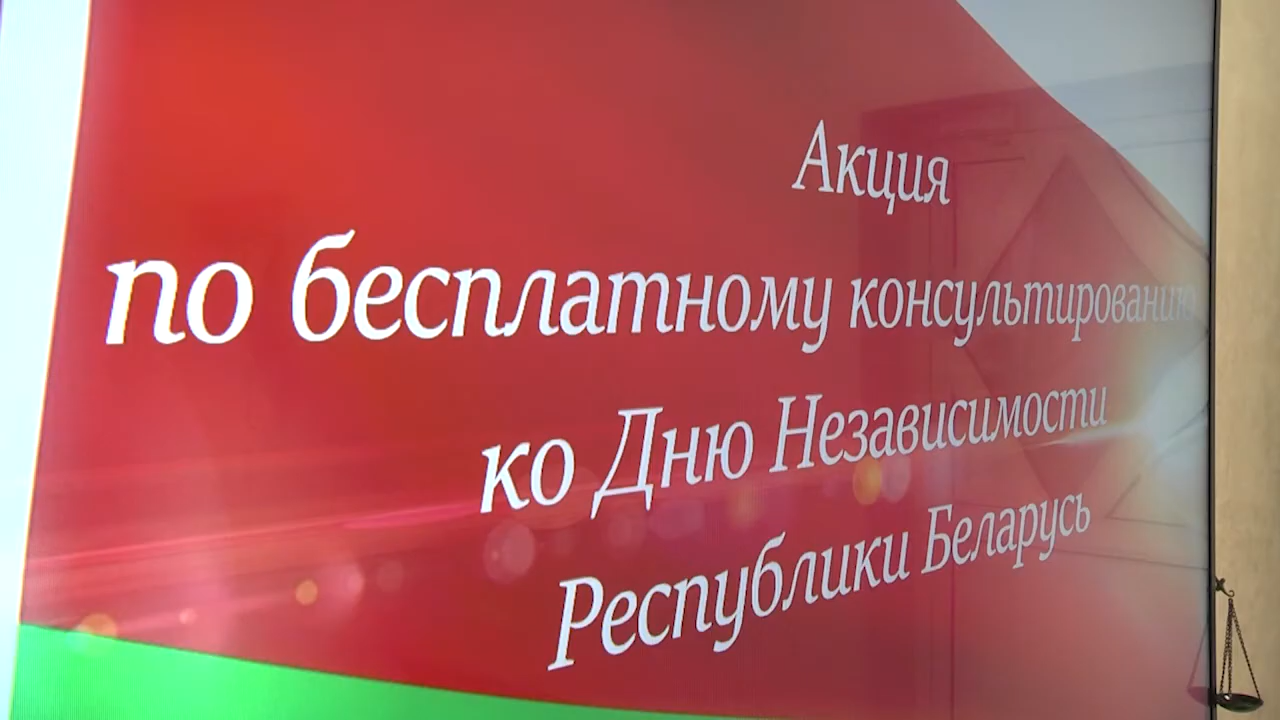 Акция
по бесплатному консультированию
ко Дню Независимости
Республики Беларусь